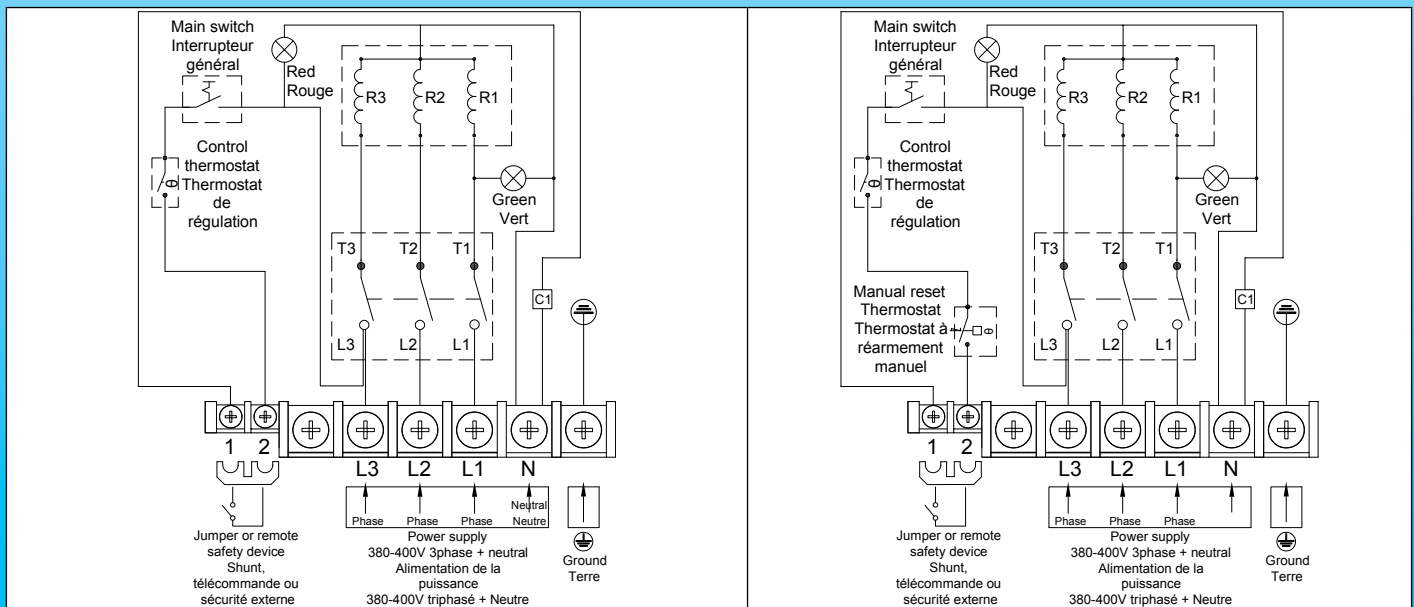 Main switch
Interrupteur
général
Red
Rouge
R3
R2
R1
Control
thermostat
Thermostat
de
régulation
θ
Green
Vert
T3
T2
T1
C1
L3
L2
L1
1
2
L3
L2
L1
N
Phase
Phase
Phase
Neutral
Neutre
Jumper or remote
safety device
Shunt,
télécommande ou
sécurité externe
Power supply
380-400V 3phase + neutral
Alimentation de la
puissance
380-400V triphasé + Neutre
Ground
Terre
Main switch
Interrupteur
général
Red
Rouge
R3
R2
R1
Control
thermostat
Thermostat
de
régulation
θ
Green
Vert
T3
T2
T1
Manual reset
Thermostat
Thermostat à
réarmement
manuel
θ
C1
L3
L2
L1
1
2
L3
L2
L1
N
Phase
Phase
Phase
Jumper or remote
safety device
Shunt,
télécommande ou
sécurité externe
Power supply
380-400V 3phase + neutral
Alimentation de la
puissance
380-400V triphasé + Neutre
Ground
Terre